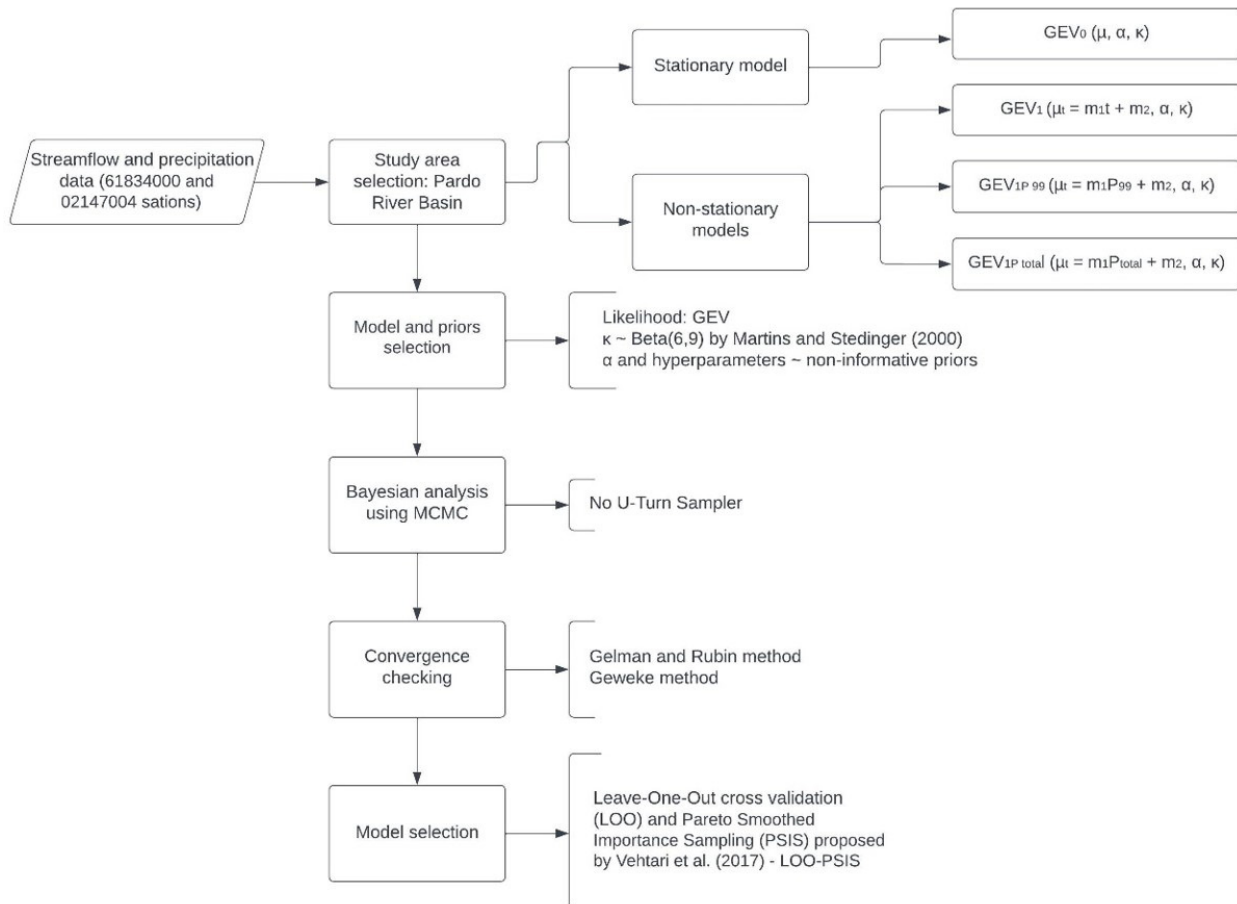 Streamflow and precipitation
data (61834000 and
02147004 sations)
Study area
selection: Pardo
River Basin
Stationary model
Non-stationary
models
GEV₀ (μ, α, κ)
GEV₁ (μₜ = m₁t + m₂, α, κ)
GEV₁P ₉₉ (μₜ = m₁P₉₉ + m₂, α, κ)
GEV₁P total (μₜ = m₁Ptotal + m₂, α, κ)
Model and priors
selection
Likelihood: GEV
κ ~ Beta(6,9) by Martins and Stedinger (2000)
α and hyperparameters ~ non-informative priors
Bayesian analysis
using MCMC
No U-Turn Sampler
Convergence
checking
Gelman and Rubin method
Geweke method
Model selection
Leave-One-Out cross validation
(LOO) and Pareto Smoothed
Importance Sampling (PSIS) proposed
by Vehtari et al. (2017) - LOO-PSIS